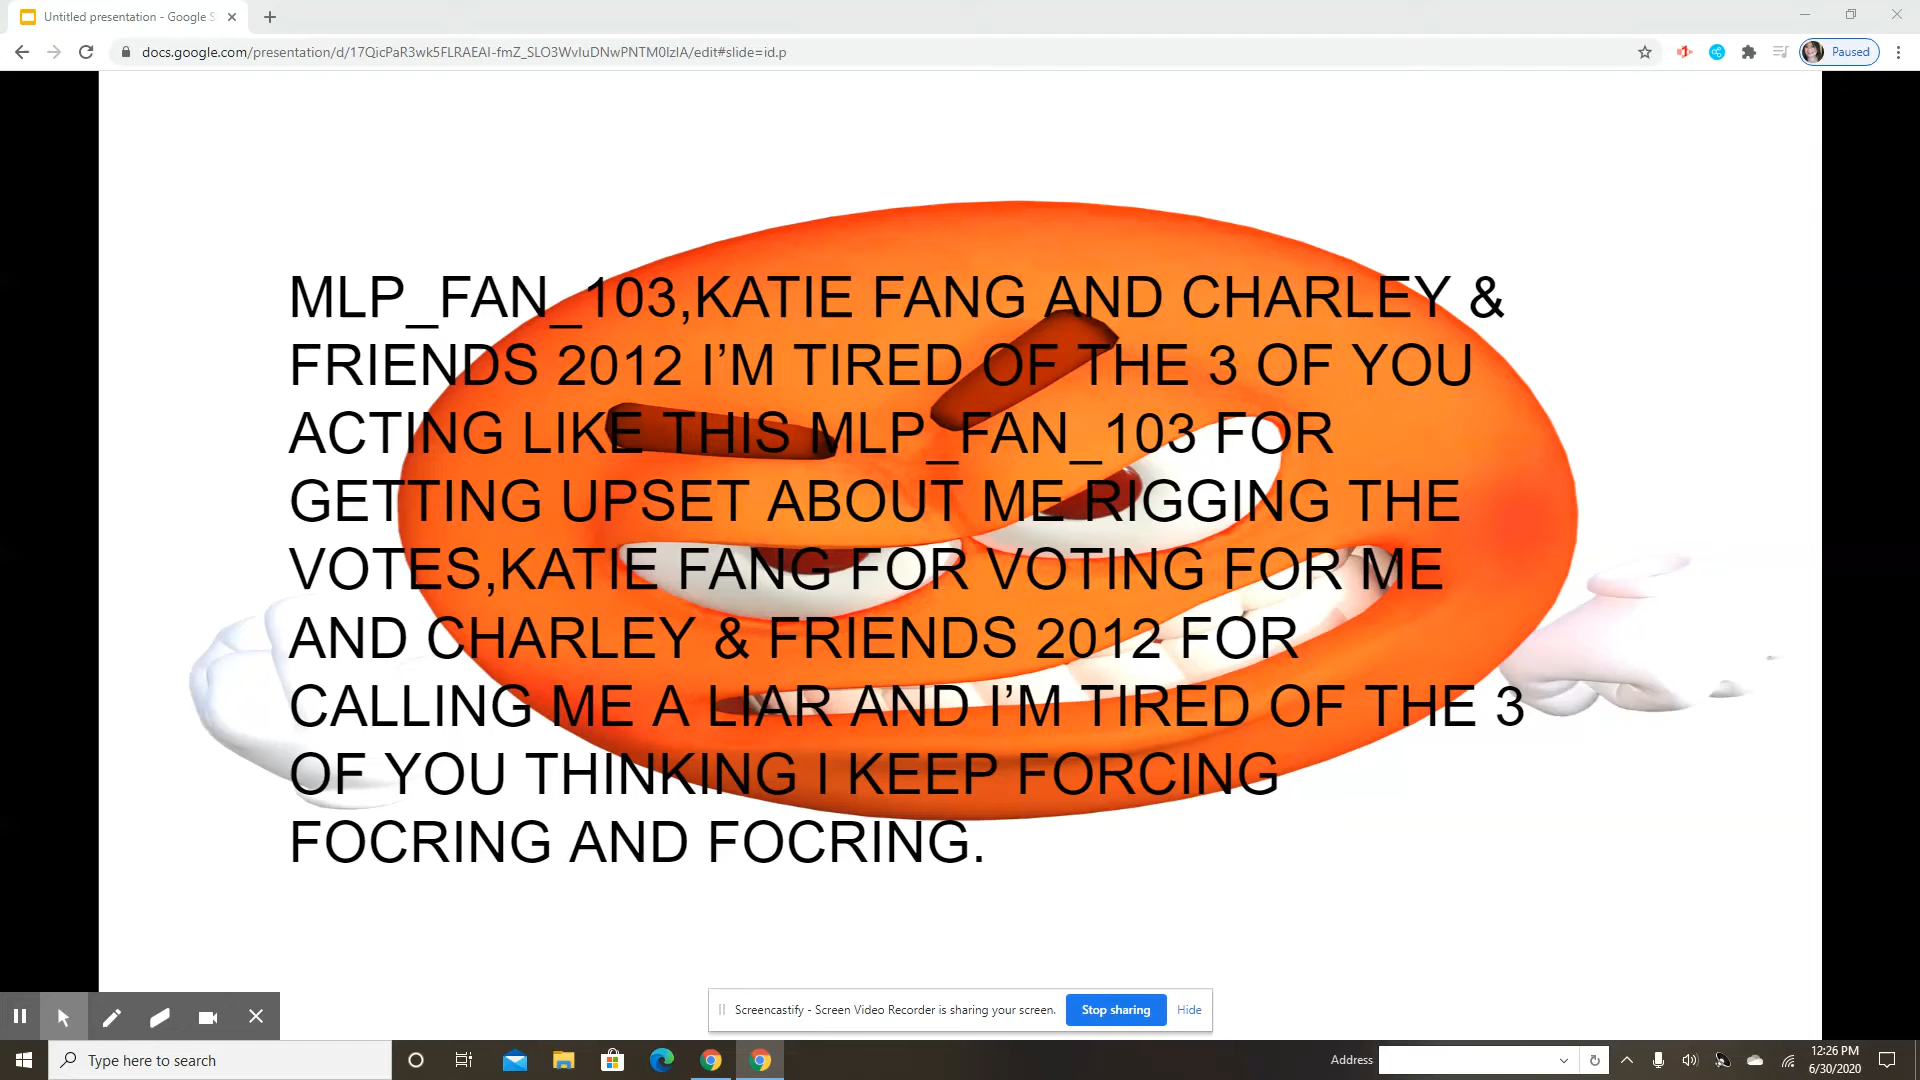 Untitled presentation - Google S
docs.google.com/presentation/d/17QicPaR3wk5FLRAEAI-fmZ_SLO3WvIuDNwPNTM0lzIA/edit#slide=id.p
Paused
MLP_FAN_103,KATIE FANG AND CHARLEY &
FRIENDS 2012 I’M TIRED OF THE 3 OF YOU
ACTING LIKE THIS MLP_FAN_103 FOR
GETTING UPSET ABOUT ME RIGGING THE
VOTES,KATIE FANG FOR VOTING FOR ME
AND CHARLEY & FRIENDS 2012 FOR
CALLING ME A LIAR AND I’M TIRED OF THE 3
OF YOU THINKING I KEEP FORCING
FOCRING AND FOCRING.
Screencastify - Screen Video Recorder is sharing your screen. Stop sharing Hide
Type here to search
Address
12:26 PM
6/30/2020